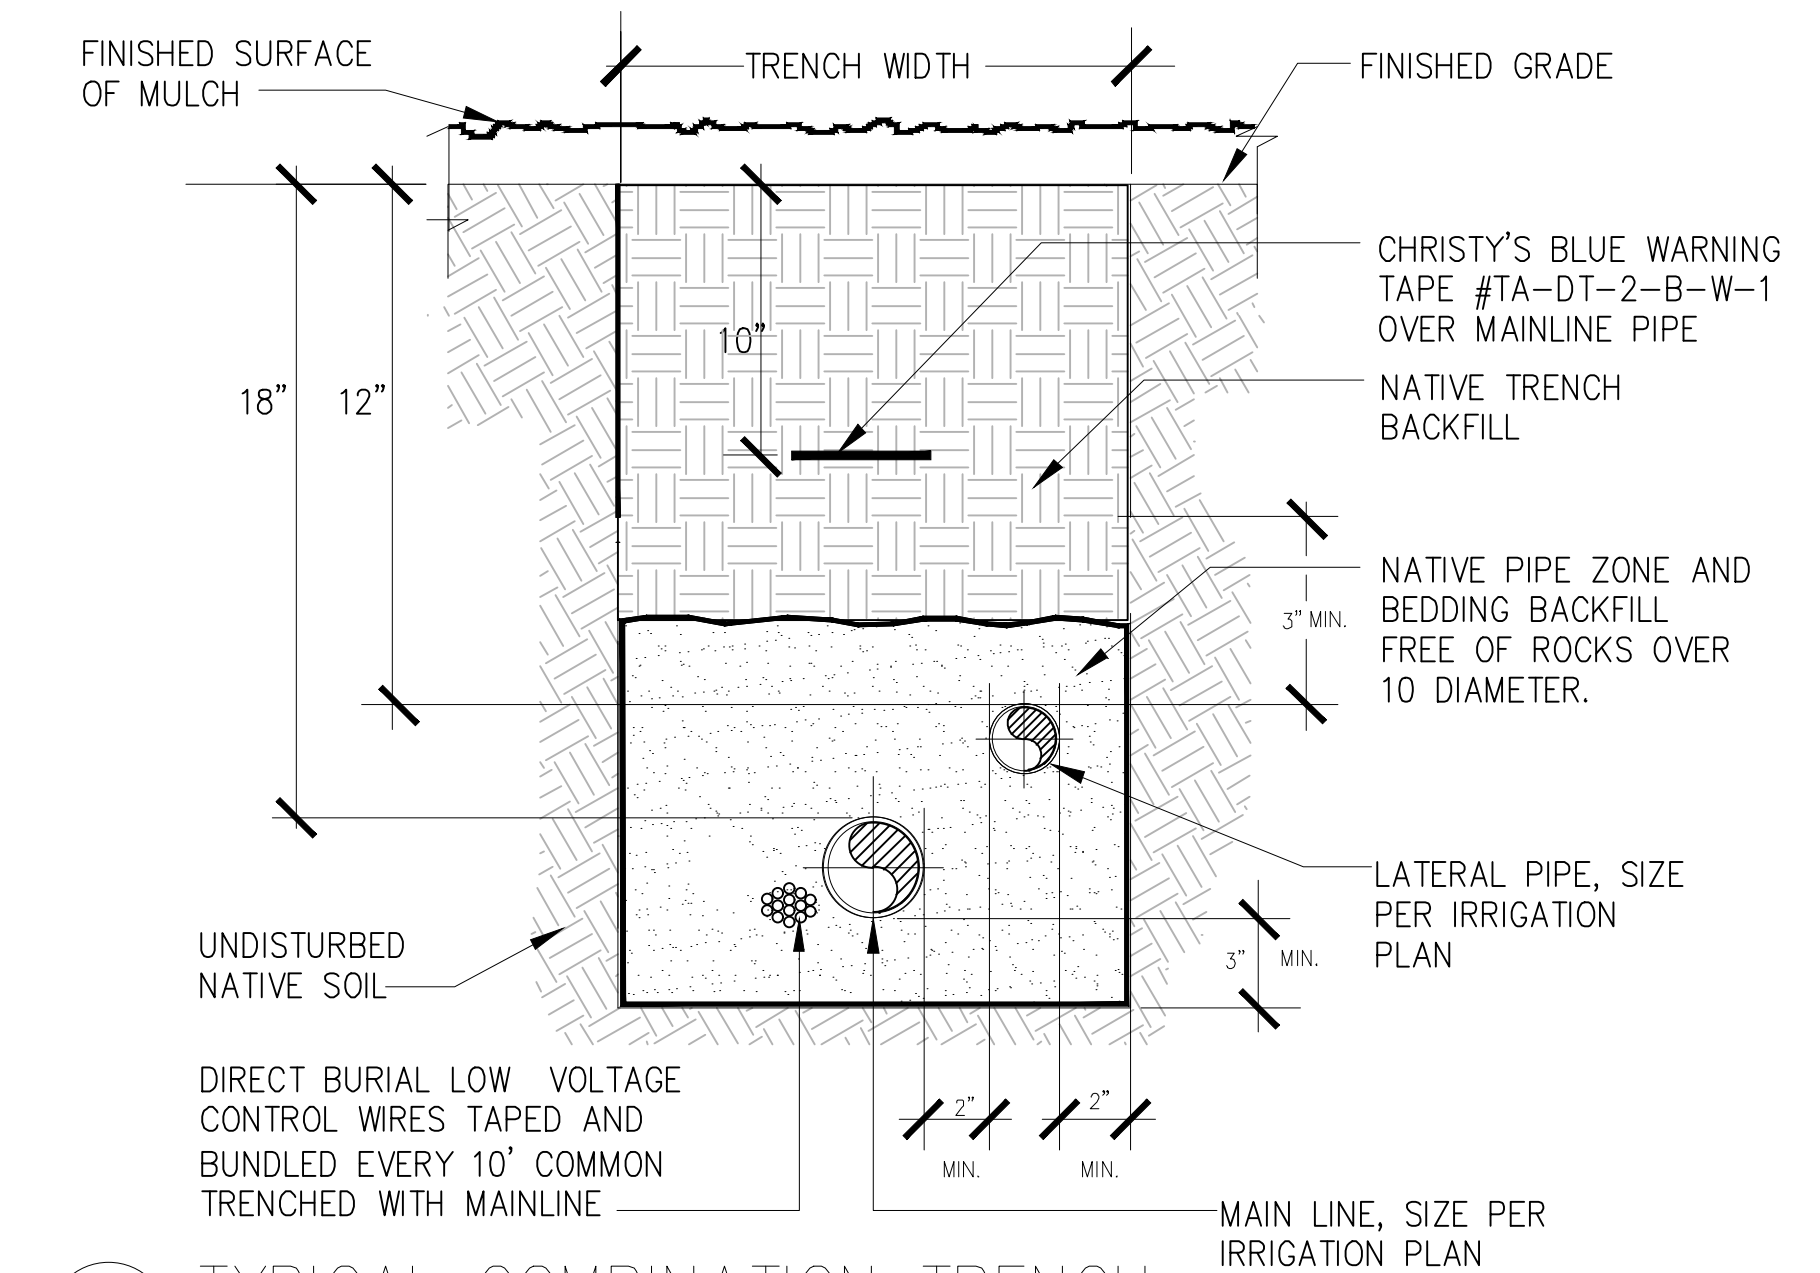 FINISHED SURFACE
OF MULCH
TRENCH WIDTH
FINISHED GRADE
CHRISTY'S BLUE WARNING
TAPE #TA-DT-2-B-W-1
OVER MAINLINE PIPE
10"
18"
12"
NATIVE TRENCH
BACKFILL
NATIVE PIPE ZONE AND
BEDDING BACKFILL
FREE OF ROCKS OVER
10 DIAMETER.
3" MIN.
LATERAL PIPE, SIZE
PER IRRIGATION
PLAN
3" MIN.
UNDISTURBED
NATIVE SOIL
DIRECT BURIAL LOW VOLTAGE
CONTROL WIRES TAPED AND
BUNDLED EVERY 10' COMMON
TRENCHED WITH MAINLINE
2"
MIN.
2"
MIN.
MAIN LINE, SIZE PER
IRRIGATION PLAN
TYPICAL COMBINATION TRENCH